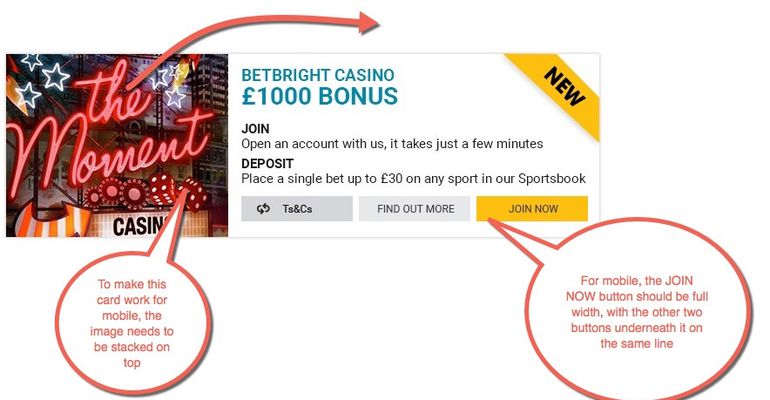 the
Moment
CASIN
BETBRIGHT CASINO
£1000 BONUS
NEW
JOIN
Open an account with us, it takes just a few minutes
DEPOSIT
Place a single bet up to £30 on any sport in our Sportsbook
Ts&Cs
FIND OUT MORE
JOIN NOW
To make this
card work for
mobile, the
image needs to
be stacked on
top
For mobile, the JOIN
NOW button should be full
width, with the other two
buttons underneath it on
the same line